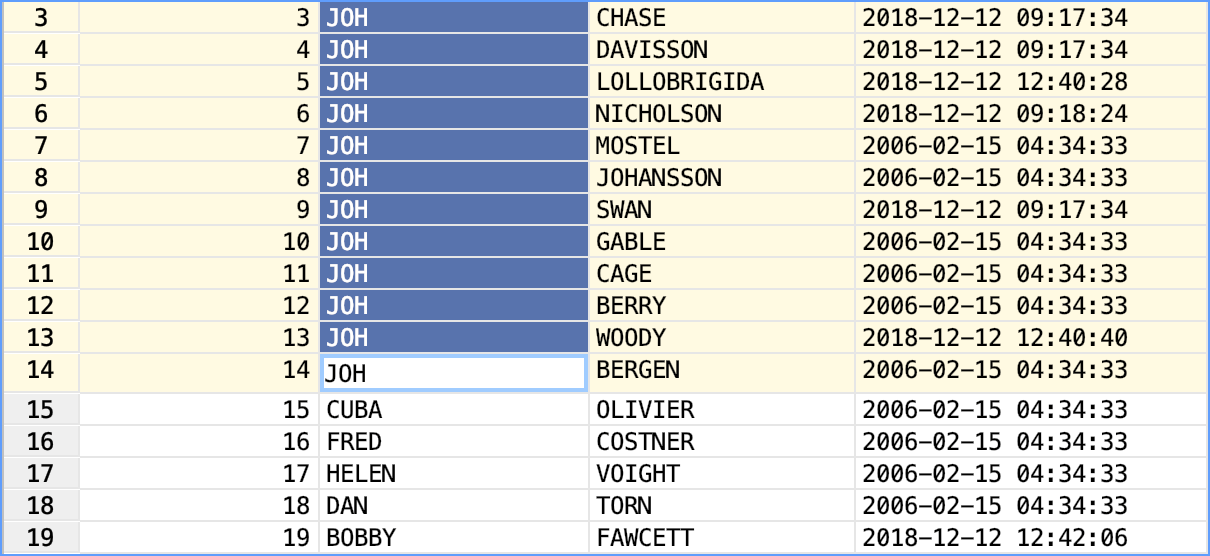 3 3 JOH CHASE 2018-12-12 09:17:34
4 4 JOH DAVISSON 2018-12-12 09:17:34
5 5 JOH LOLLOBRIGIDA 2018-12-12 12:40:28
6 6 JOH NICHOLSON 2018-12-12 09:18:24
7 7 JOH MOSTEL 2006-02-15 04:34:33
8 8 JOH JOHANSSON 2006-02-15 04:34:33
9 9 JOH SWAN 2018-12-12 09:17:34
10 10 JOH GABLE 2006-02-15 04:34:33
11 11 JOH CAGE 2006-02-15 04:34:33
12 12 JOH BERRY 2006-02-15 04:34:33
13 13 JOH WOODY 2018-12-12 12:40:40
14 14 JOH BERGEN 2006-02-15 04:34:33
15 15 CUBA OLIVIER 2006-02-15 04:34:33
16 16 FRED COSTNER 2006-02-15 04:34:33
17 17 HELEN VOIGHT 2006-02-15 04:34:33
18 18 DAN TORN 2006-02-15 04:34:33
19 19 BOBBY FAWCETT 2018-12-12 12:42:06